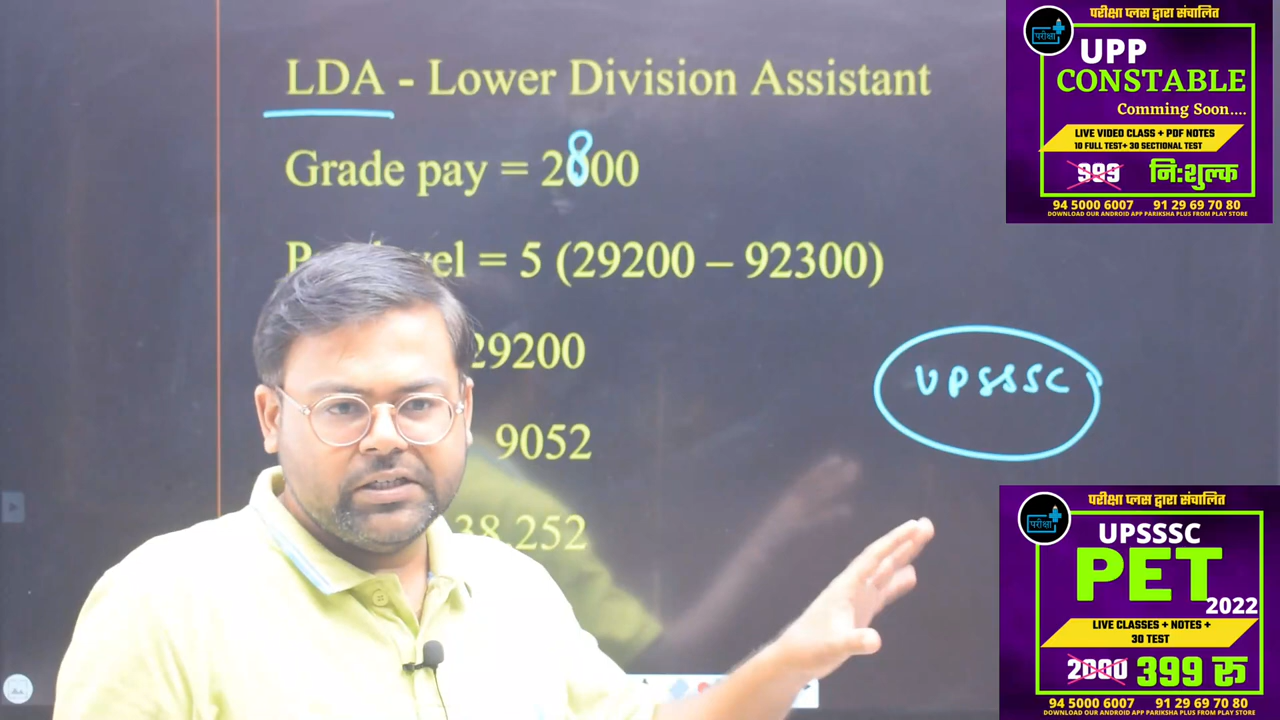 LDA - Lower Division Assistant
Grade pay = 2800
= 5 (29200 – 92300)
29200
9052
38,252
UPSSSC
परीक्षा प्लस द्वारा संचालित
परीक्षा
UPP
CONSTABLE
Comming Soon....
LIVE VIDEO CLASS + PDF NOTES
10 FULL TEST+ 30 SECTIONAL TEST
999 नि:शुल्क
94 5000 6007 91 29 69 70 80
DOWNLOAD OUR ANDROID APP PARIKSHA PLUS FROM PLAY STORE
परीक्षा प्लस द्वारा संचालित
परीक्षा
UPSSSC
PET
2022
LIVE CLASSES + NOTES +
30 TEST
2000 399 रु
94 5000 6007 91 29 69 70 80
DOWNLOAD OUR ANDROID APP PARIKSHA PLUS FROM PLAY STORE